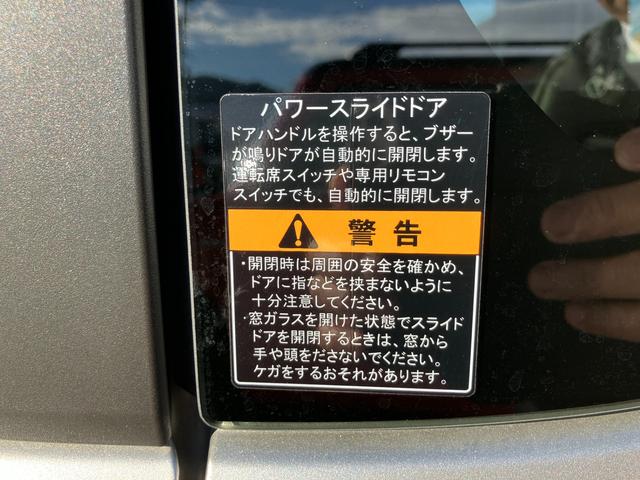 パワースライドドア
ドアハンドルを操作すると、ブザー
が鳴りドアが自動的に開閉します。
運転席スイッチや専用リモコン
スイッチでも、自動的に開閉します。
警告
・開閉時は周囲の安全を確かめ、
ドアに指などを挟まないように
十分注意してください。
・窓ガラスを開けた状態でスライド
ドアを開閉するときは、窓から
手や頭をださないでください。
ケガをするおそれがあります。